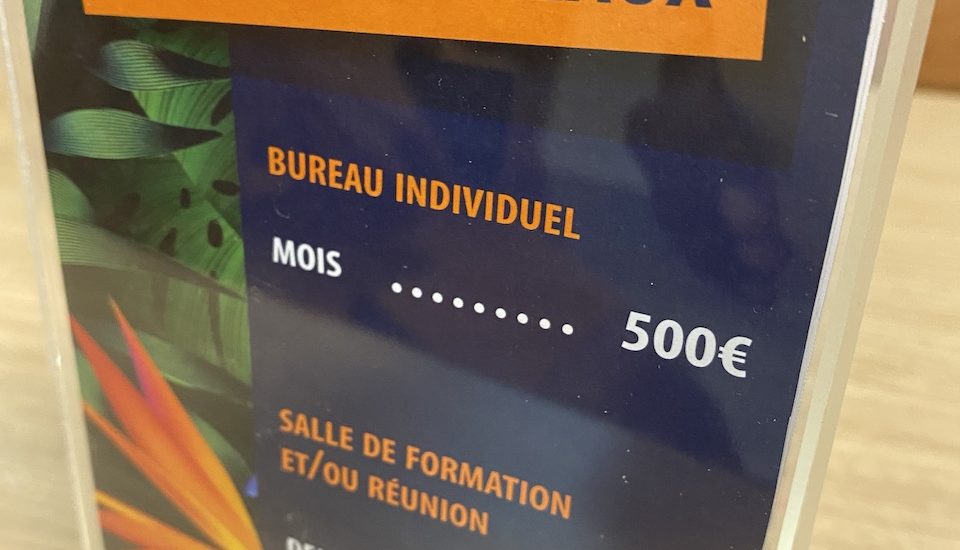 BUREAU INDIVIDUEL
MOIS ......... 500€
SALLE DE FORMATION
ET/OU RÉUNION